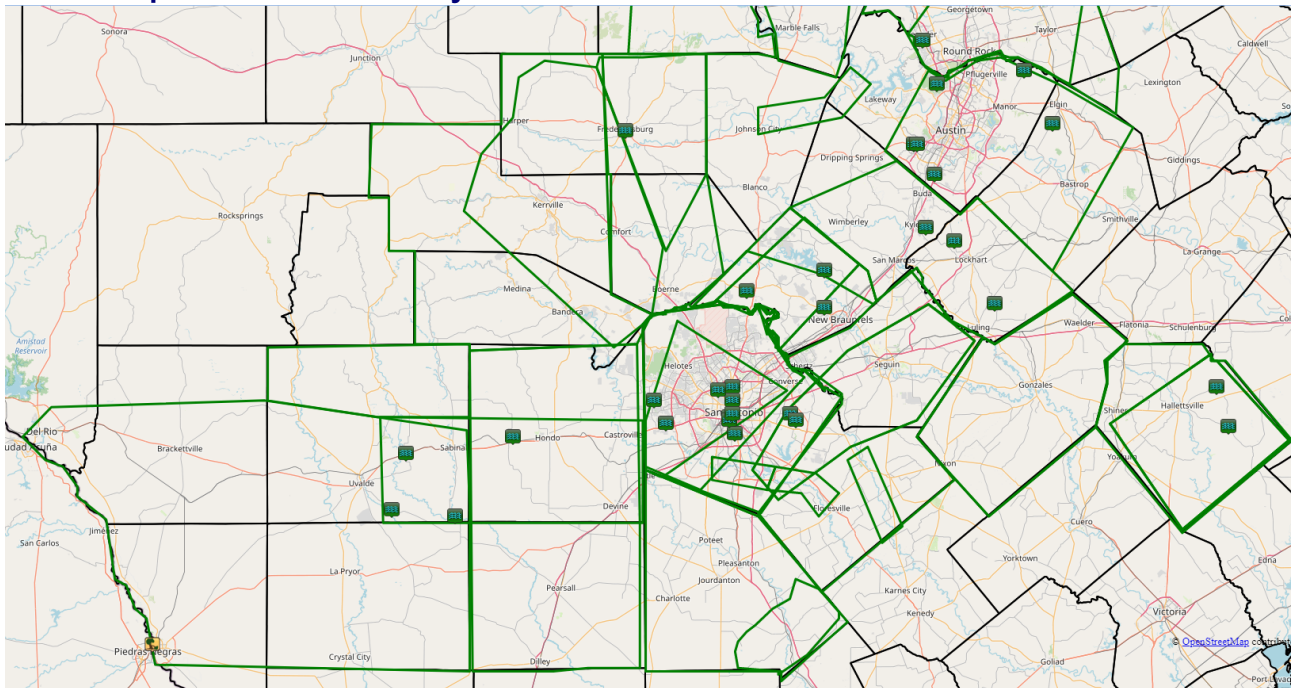 Georgetown
Marble Falls
Taylor
Caldwell
Sonora
Round Rock
Junction
Pflugerville
Lexington
Lakeway
Manor
Elgin
Harper
Fredericksburg
Johnson City
Austin
Giddings
Dripping Springs
Bastrop
Blanco
Buda
Rocksprings
Kerrville
Wimberley
Smithville
Comfort
Kyle
La Grange
San Marcos
Lockhart
Amistad
Reservoir
Medina
Boerne
Bandera
New Braunfels
Luling
Waelder
Flatonia
Schulenburg
Helotes
Schertz
Seguin
Converse
Gonzales
San Antonio
Shiner
Hallettsville
Del Rio
Ciudad Acuña
Brackettville
Sabinal
Hondo
Castroville
Yoakum
Nixon
Uvalde
Devine
Floresville
Cuero
Jiménez
San Carlos
Poteet
Yorktown
Edna
La Pryor
Pearsall
Pleasanton
Jourdanton
Charlotte
Karnes City
Kenedy
Victoria
Piedras Negras
Crystal City
Dilley
Goliad
© OpenStreetMap contribut
Port Lavaca